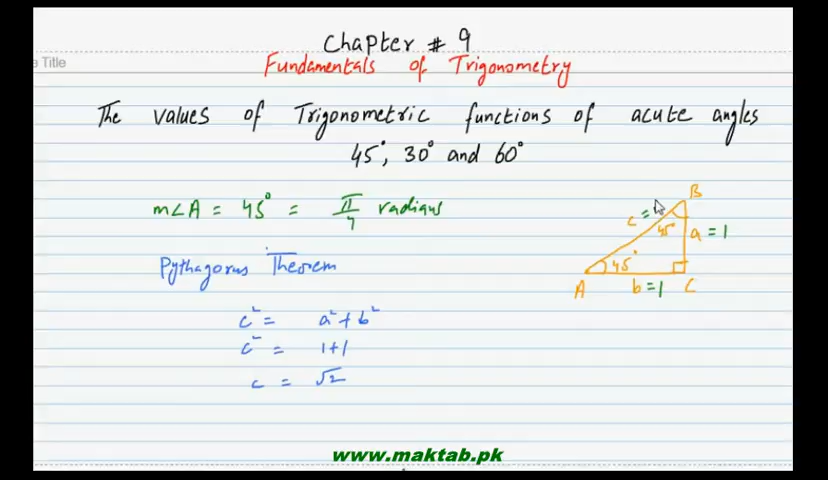 Chapter # 9
e Title
Fundamentals of Trigonometry
The values of Trigonometric functions of acute angles
45°, 30° and 60°
m∠A = 45° = π/4 radians
B
c =
45°
a = 1
45°
A
b = 1
C
Pythagorus Theorem
c² = a² + b²
c² = 1+1
c = √2
www.maktab.pk